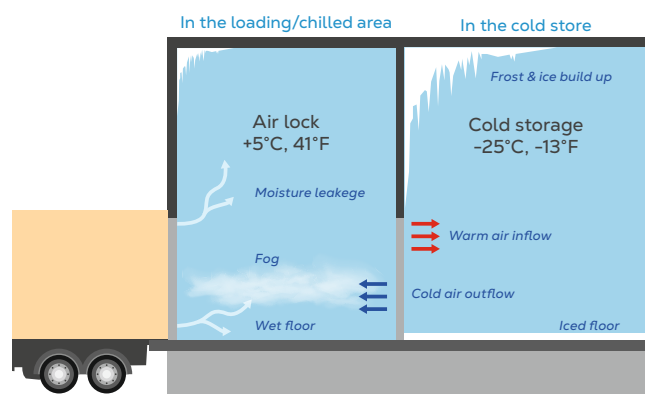 In the loading/chilled area
In the cold store
Frost & ice build up
Air lock
+5°C, 41°F
Cold storage
-25°C, -13°F
Moisture leakege
Warm air inflow
Fog
Cold air outflow
Wet floor
Iced floor